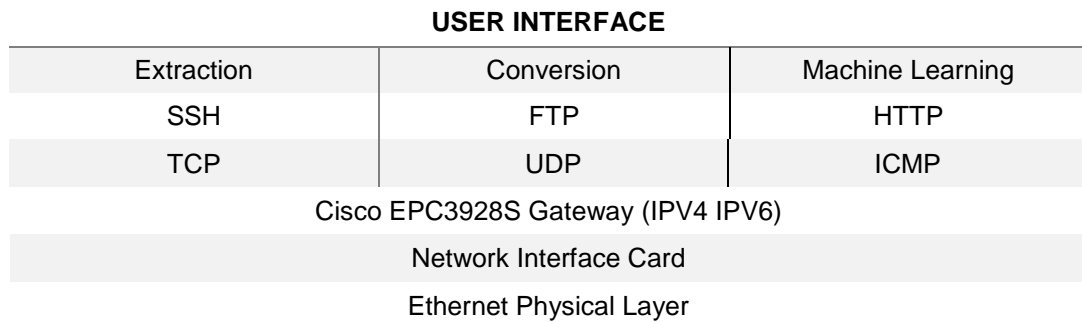 USER INTERFACE
Extraction Conversion Machine Learning
SSH FTP HTTP
TCP UDP ICMP
Cisco EPC3928S Gateway (IPV4 IPV6)
Network Interface Card
Ethernet Physical Layer